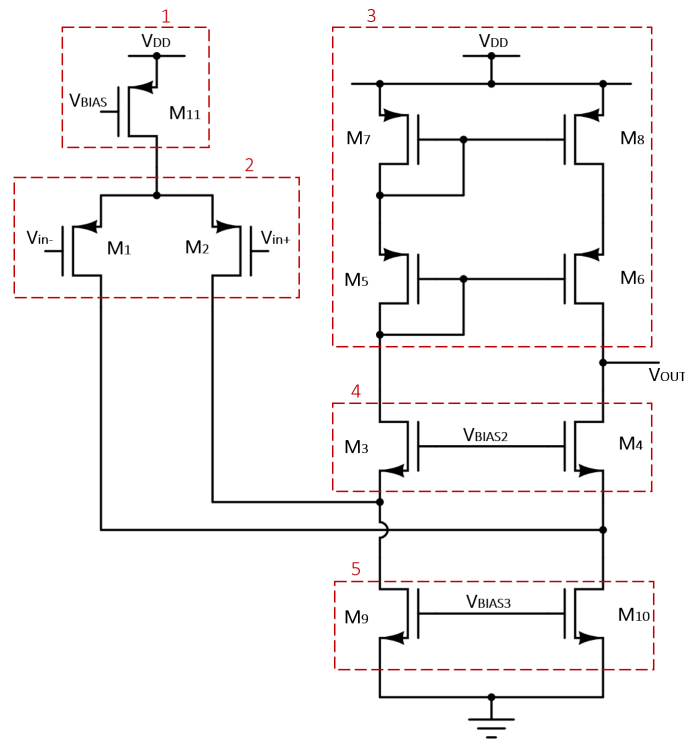 1
VDD
VBIAS
M11
2
Vin-
M1
M2
Vin+
3
VDD
M7
M8
M5
M6
VOUT
4
M3
VBIAS2
M4
5
M9
VBIAS3
M10